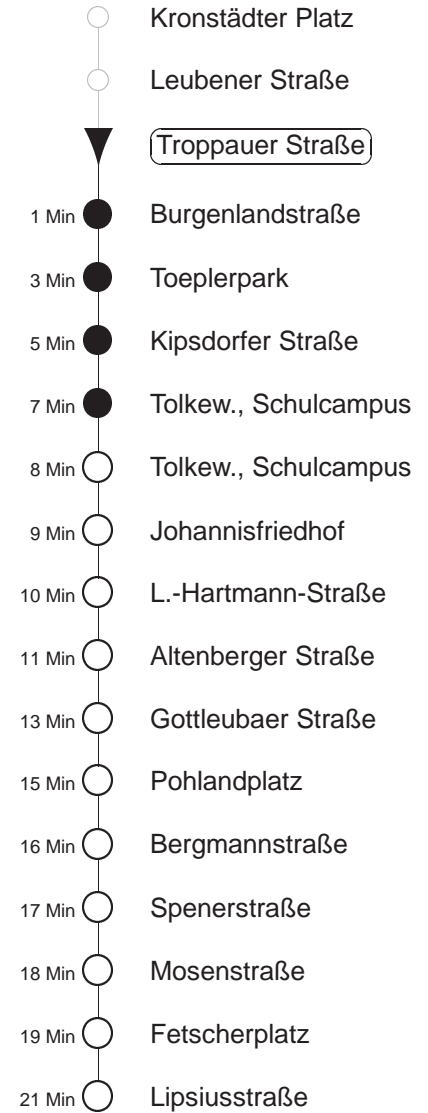 Kronstädter Platz
Leubener Straße
Troppauer Straße
1 Min Burgenlandstraße
3 Min Toeplerpark
5 Min Kipsdorfer Straße
7 Min Tolkew., Schulcampus
8 Min Tolkew., Schulcampus
9 Min Johannisfriedhof
10 Min L.-Hartmann-Straße
11 Min Altenberger Straße
13 Min Gottleubaer Straße
15 Min Pohlandplatz
16 Min Bergmannstraße
17 Min Spenerstraße
18 Min Mosenstraße
19 Min Fetscherplatz
21 Min Lipsiusstraße